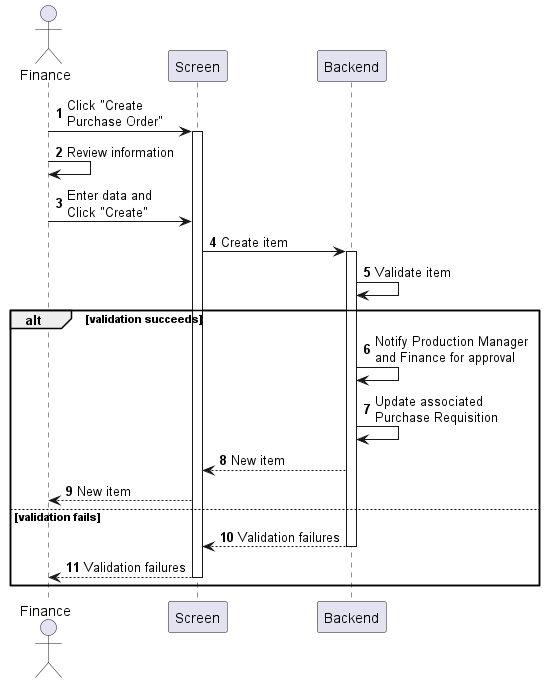 Finance
Screen
Backend
1 Click "Create
Purchase Order"
2 Review information
3 Enter data and
Click "Create"
4 Create item
5 Validate item
alt [validation succeeds]
6 Notify Production Manager
and Finance for approval
7 Update associated
Purchase Requisition
8 New item
9 New item
[validation fails]
10 Validation failures
11 Validation failures
Finance
Screen
Backend